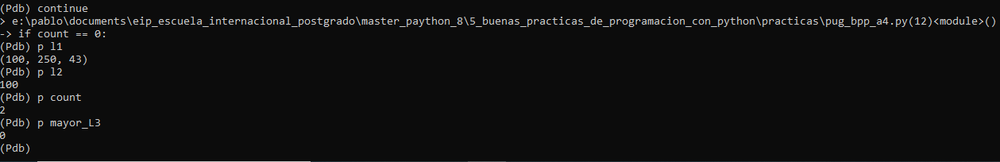 (Pdb) continue
> e:\pablo\documents\eip_escuela_internacional_postgrado\master_paython_8\5_buenas_practicas_de_programacion_con_python\practicas\pug_bpp_a4.py(12)<module>()
-> if count == 0:
(Pdb) p l1
(100, 250, 43)
(Pdb) p l2
100
(Pdb) p count
2
(Pdb) p mayor_L3
0
(Pdb)